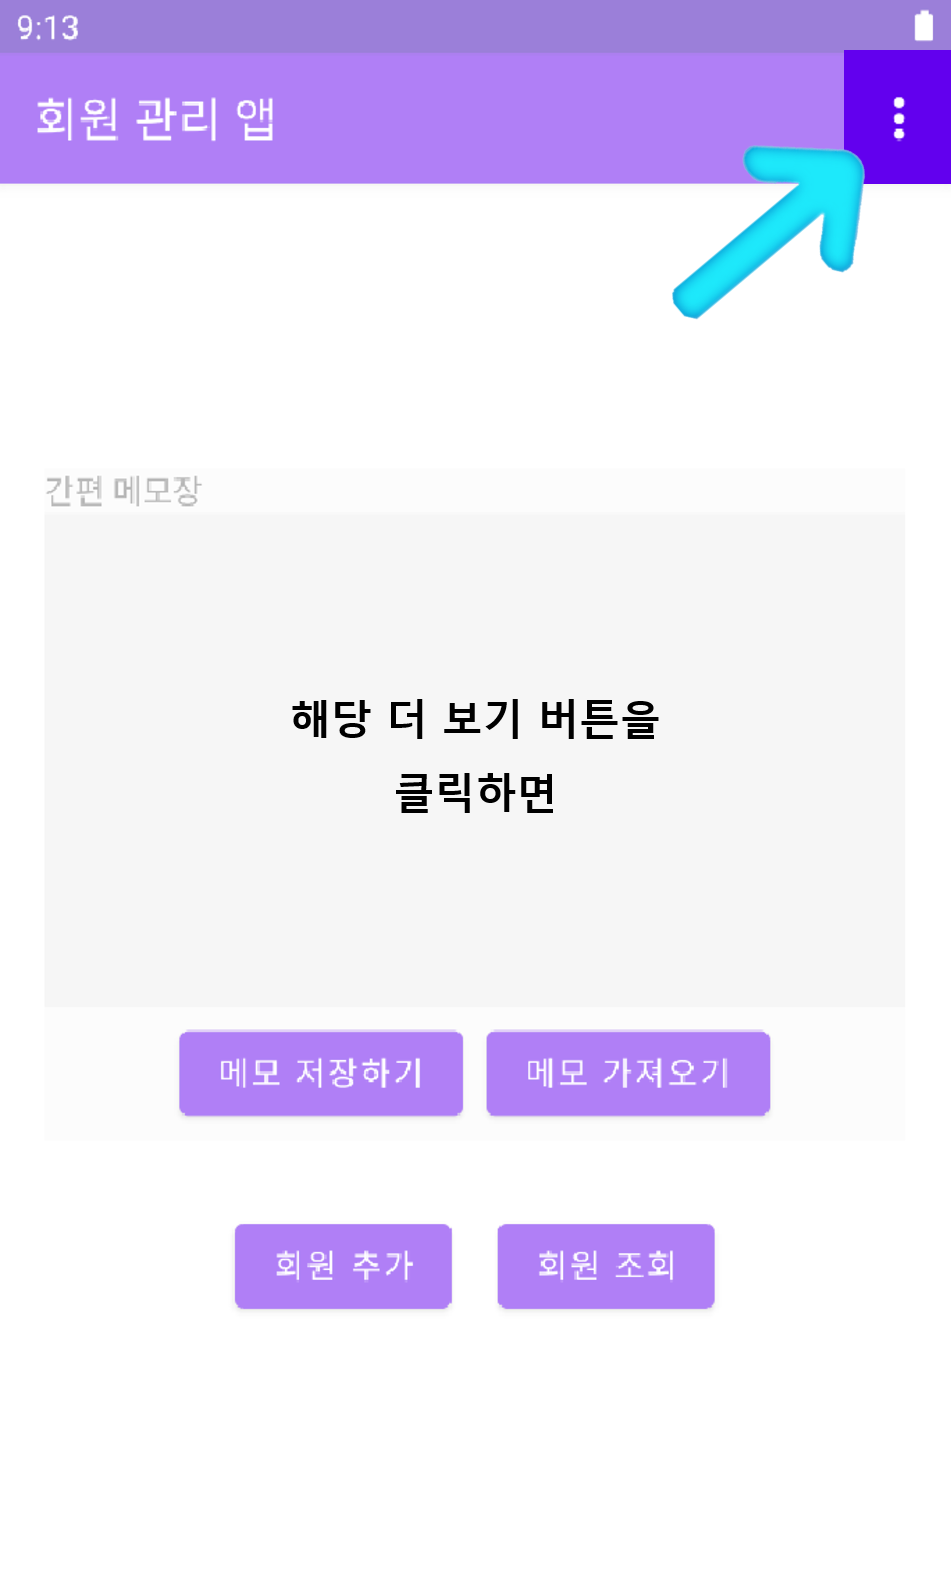 9:13
회원 관리 앱
간편 메모장
해당 더 보기 버튼을
클릭하면
메모 저장하기
메모 가져오기
회원 추가
회원 조회